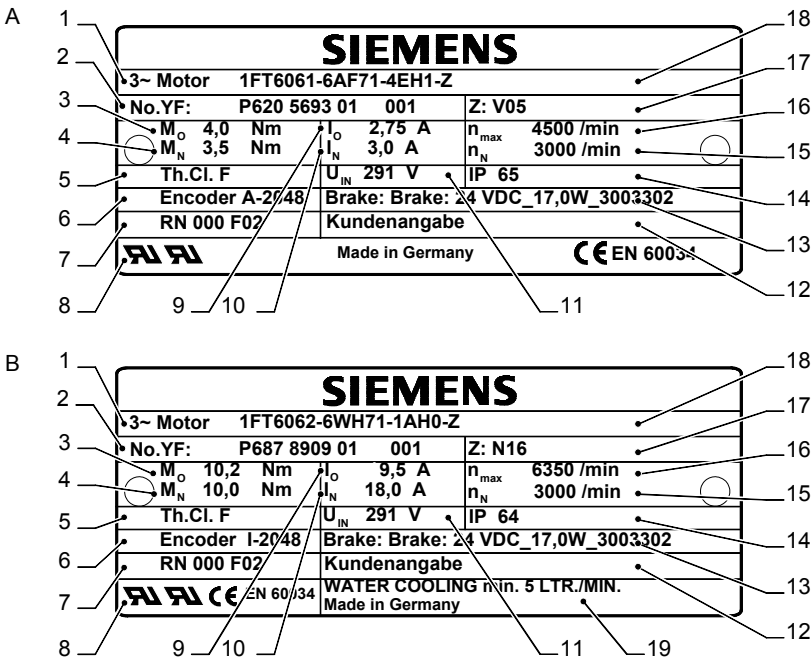 A
1
18
SIEMENS
2
17
3~ Motor 1FT6061-6AF71-4EH1-Z
3
16
No.YF: P620 5693 01 001 Z: V05
4
15
MO 4,0 Nm IO 2,75 A nmax 4500 /min
MN 3,5 Nm IN 3,0 A nN 3000 /min
5
14
Th.Cl. F UIN 291 V IP 65
6
13
Encoder A-2048 Brake: Brake: 24 VDC_17,0W_3003302
7
12
RN 000 F02 Kundenangabe
8
Made in Germany CE EN 60034
9 10 11
B
1
18
SIEMENS
2
17
3~ Motor 1FT6062-6WH71-1AH0-Z
3
16
No.YF: P687 8909 01 001 Z: N16
4
15
MO 10,2 Nm IO 9,5 A nmax 6350 /min
MN 10,0 Nm IN 18,0 A nN 3000 /min
5
14
Th.Cl. F UIN 291 V IP 64
6
13
Encoder I-2048 Brake: Brake: 24 VDC_17,0W_3003302
7
12
RN 000 F02 Kundenangabe
8
CE EN 60034 WATER COOLING min. 5 LTR./MIN.
Made in Germany
9 10 11 19